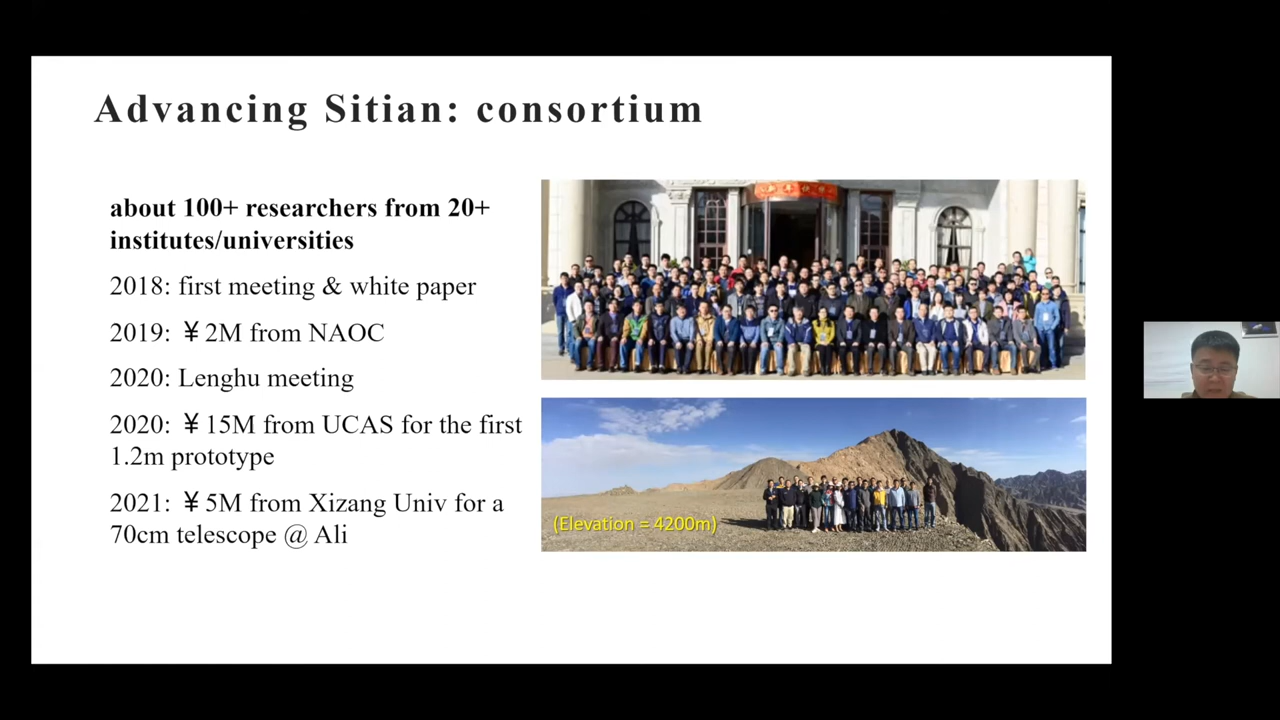 Advancing Sitian: consortium
about 100+ researchers from 20+
institutes/universities
2018: first meeting & white paper
2019: ￥2M from NAOC
2020: Lenghu meeting
2020: ￥15M from UCAS for the first
1.2m prototype
2021: ￥5M from Xizang Univ for a
70cm telescope @ Ali
(Elevation = 4200m)